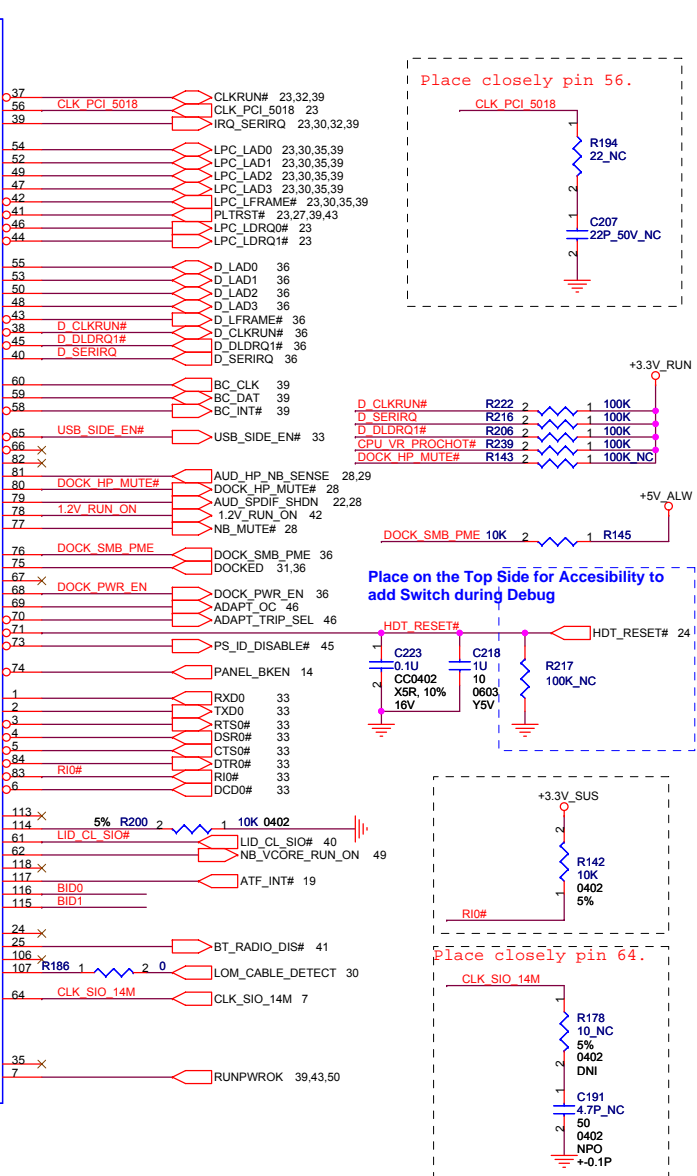 37 CLKRUN# 23,32,39
56 CLK_PCI_5018 CLK_PCI_5018 23
39 IRQ_SERIRQ 23,30,32,39
54 LPC_LAD0 23,30,35,39
52 LPC_LAD1 23,30,35,39
49 LPC_LAD2 23,30,35,39
47 LPC_LAD3 23,30,35,39
42 LPC_LFRAME# 23,30,35,39
41 PLTRST# 23,27,39,43
46 LPC_LDRQ0# 23
44 LPC_LDRQ1# 23
55 D_LAD0 36
53 D_LAD1 36
50 D_LAD2 36
48 D_LAD3 36
43 D_LFRAME# 36
38 D_CLKRUN# D_CLKRUN# 36
45 D_DLDRQ1# D_DLDRQ1# 36
40 D_SERIRQ D_SERIRQ 36
60 BC_CLK 39
59 BC_DAT 39
58 BC_INT# 39
65 USB_SIDE_EN# USB_SIDE_EN# 33
66
82
81 AUD_HP_NB_SENSE 28,29
80 DOCK_HP_MUTE# DOCK_HP_MUTE# 28
79 AUD_SPDIF_SHDN 22,28
78 1.2V_RUN_ON 1.2V_RUN_ON 42
77 NB_MUTE# 28
76 DOCK_SMB_PME DOCK_SMB_PME 36
75 DOCKED 31,36
67
68 DOCK_PWR_EN DOCK_PWR_EN 36
69 ADAPT_OC 46
70 ADAPT_TRIP_SEL 46
71 HDT_RESET# HDT_RESET# 24
73 PS_ID_DISABLE# 45
74 PANEL_BKEN 14
1 RXD0 33
2 TXD0 33
3 RTS0# 33
4 DSR0# 33
5 CTS0# 33
84 DTR0# 33
83 RI0# RI0# 33
6 DCD0# 33
113
114 5% R200 2 1 10K 0402
61 LID_CL_SIO# LID_CL_SIO# 40
62 NB_VCORE_RUN_ON 49
118
117 ATF_INT# 19
116 BID0
115 BID1
24
25 BT_RADIO_DIS# 41
106
107 R186 1 2 0 LOM_CABLE_DETECT 30
64 CLK_SIO_14M CLK_SIO_14M 7
35
7 RUNPWROK 39,43,50
Place closely pin 56.
CLK_PCI_5018
1
R194
22_NC
2
1
C207
22P_50V_NC
2
+3.3V_RUN
D_CLKRUN# R222 2 1 100K
D_SERIRQ R216 2 1 100K
D_DLDRQ1# R206 2 1 100K
CPU_VR_PROCHOT# R239 2 1 100K
DOCK_HP_MUTE# R143 2 1 100K_NC
+5V_ALW
DOCK_SMB_PME 10K 2 1 R145
Place on the Top Side for Accesibility to
add Switch during Debug
1
C223
0.1U
CC0402
2
X5R, 10%
16V
C218
1U
10
0603
Y5V
R217
100K_NC
+3.3V_SUS
2
R142
10K
0402
1
5%
RI0#
Place closely pin 64.
CLK_SIO_14M
1
R178
10_NC
5%
0402
2
DNI
1
C191
4.7P_NC
50
2
0402
NPO
+-0.1P